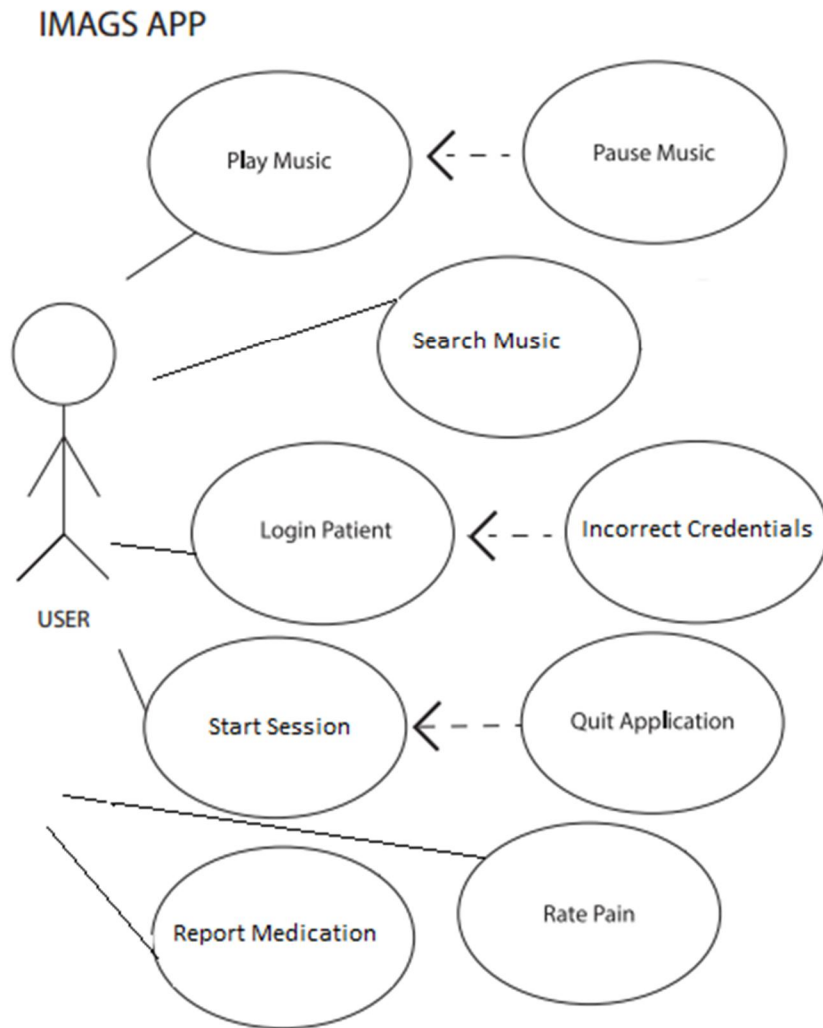 IMAGS APP
Play Music
Pause Music
Search Music
Login Patient
Incorrect Credentials
USER
Start Session
Quit Application
Report Medication
Rate Pain